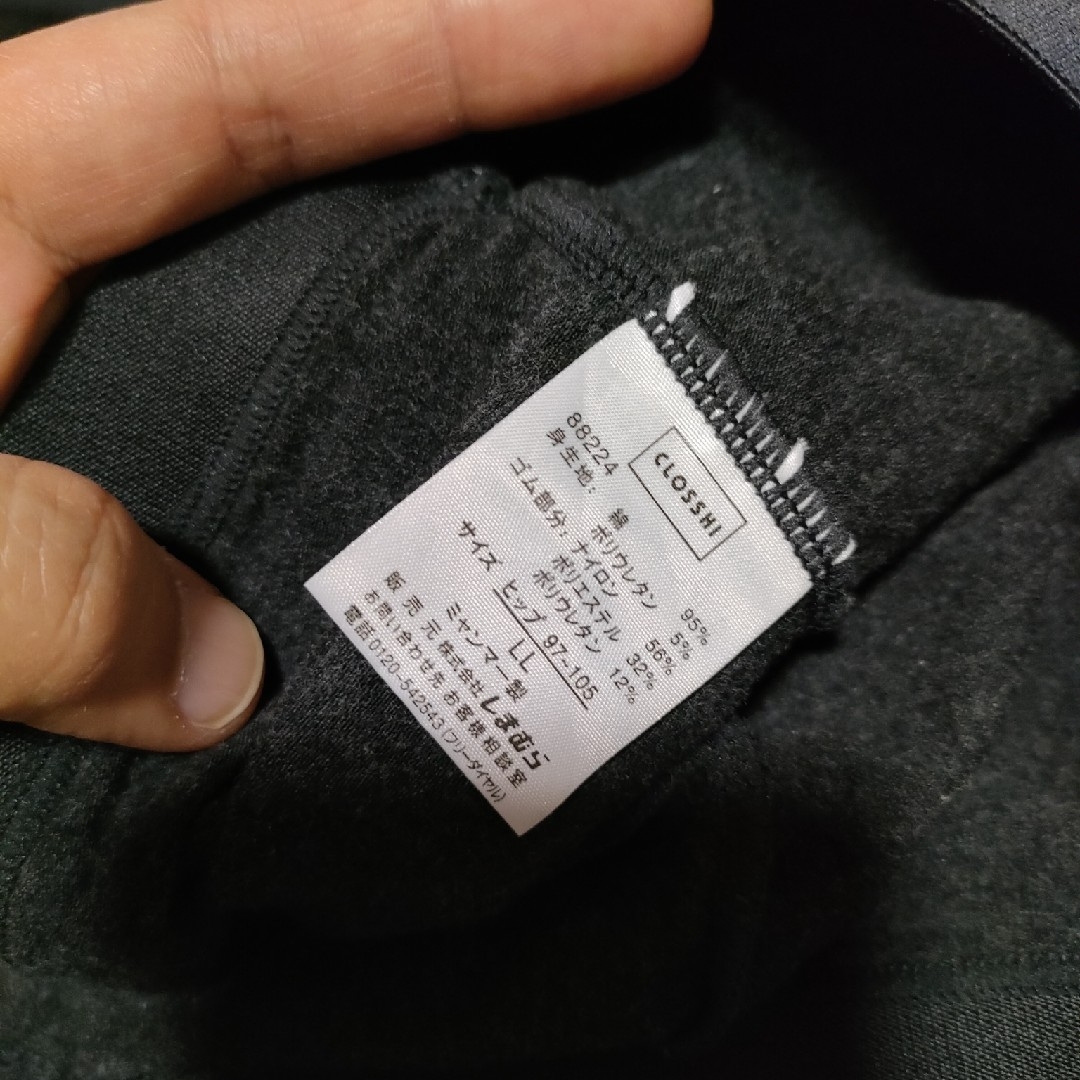 CLOSSHI
88224
身生地: 綿 95%
ポリウレタン 5%
ゴム部分: ナイロン 56%
ポリエステル 32%
ポリウレタン 12%
サイズ ヒップ 97~105
LL
ミャンマー製
販売元 株式会社しまむら
お問い合わせ先 お客様相談室
電話0120-542543(フリーダイヤル)